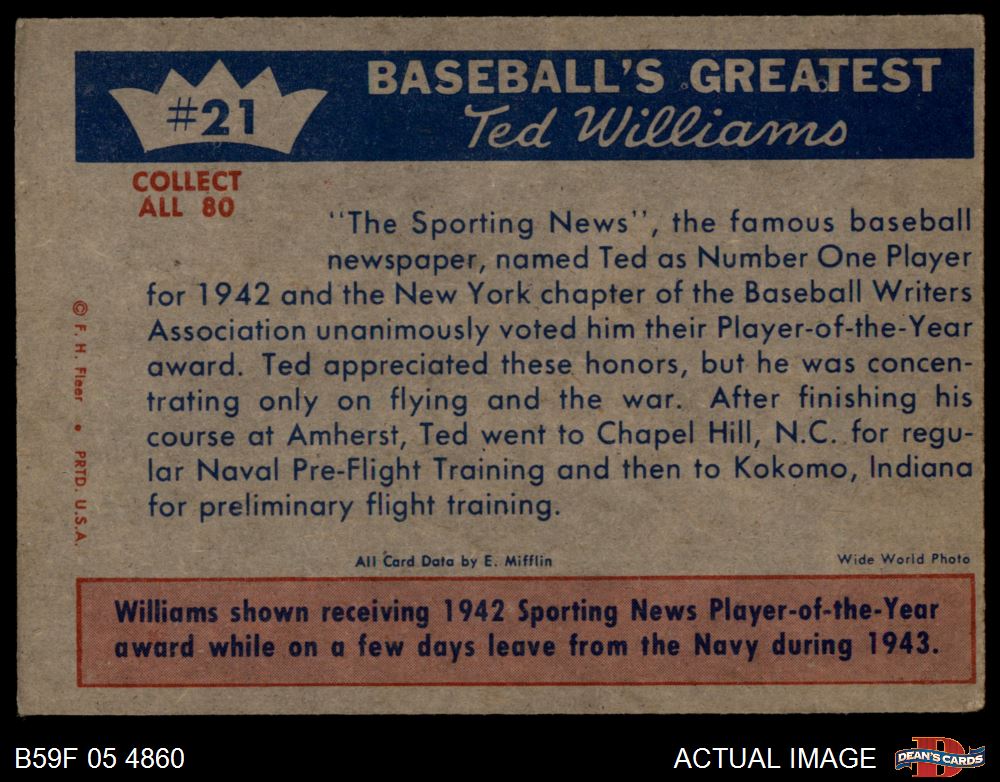 #21
BASEBALL'S GREATEST
Ted Williams
COLLECT
ALL 80
"The Sporting News", the famous baseball
newspaper, named Ted as Number One Player
for 1942 and the New York chapter of the Baseball Writers
Association unanimously voted him their Player-of-the-Year
award. Ted appreciated these honors, but he was concen-
trating only on flying and the war. After finishing his
course at Amherst, Ted went to Chapel Hill, N.C. for regu-
lar Naval Pre-Flight Training and then to Kokomo, Indiana
for preliminary flight training.
© F. H. Fleer • PRTD. U.S.A.
All Card Data by E. Mifflin
Wide World Photo
Williams shown receiving 1942 Sporting News Player-of-the-Year
award while on a few days leave from the Navy during 1943.
B59F 05 4860
ACTUAL IMAGE
D
DEAN'S CARDS